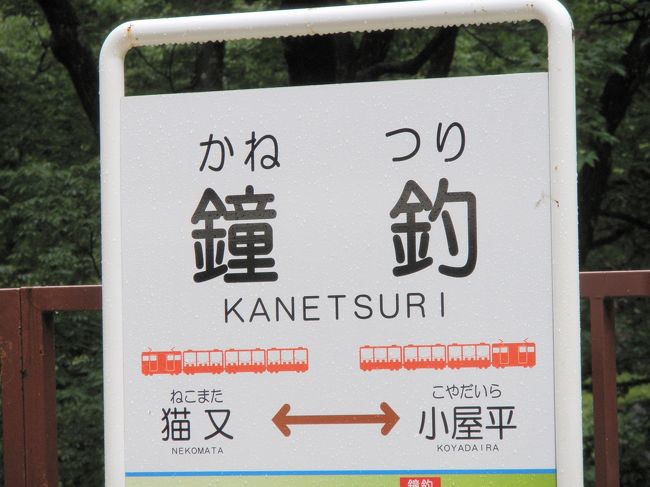 かね つり
鐘 釣
KANETSURI
ねこまた こやだいら
猫又 小屋平
NEKOMATA KOYADAIRA
鐘釣